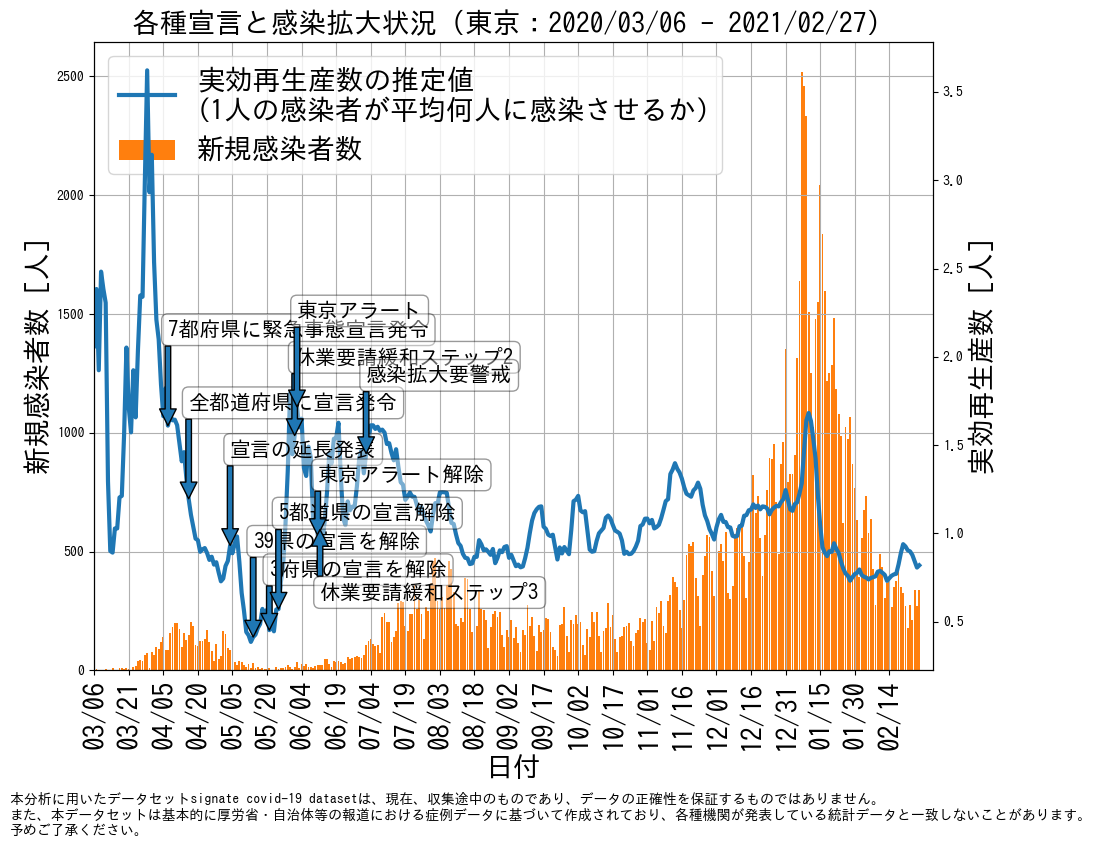 各種宣言と感染拡大状況 (東京：2020/03/06 - 2021/02/27)
実効再生産数の推定値
(1人の感染者が平均何人に感染させるか)
新規感染者数
新規感染者数 [人]
2500
2000
1500
1000
500
0
3.5
3.0
2.5
2.0
1.5
1.0
0.5
実効再生産数 [人]
東京アラート
7都府県に緊急事態宣言発令
休業要請緩和ステップ2
感染拡大要警戒
全都道府県に宣言発令
宣言の延長発表
東京アラート解除
5都道県の宣言解除
39県の宣言を解除
3府県の宣言を解除
休業要請緩和ステップ3
03/06
03/21
04/05
04/20
05/05
05/20
06/04
06/19
07/04
07/19
08/03
08/18
09/02
09/17
10/02
10/17
11/01
11/16
12/01
12/16
12/31
01/15
01/30
02/14
日付
本分析に用いたデータセットsignate covid-19 datasetは、現在、収集途中のものであり、データの正確性を保証するものではありません。
また、本データセットは基本的に厚労省・自治体等の報道における症例データに基づいて作成されており、各種機関が発表している統計データと一致しないことがあります。
予めご了承ください。